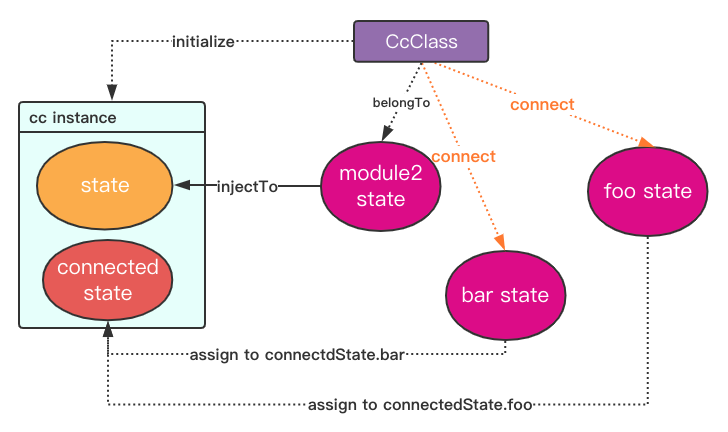 CcClass
initialize
belongTo
connect
cc instance
connect
state
module2
state
foo state
injectTo
connected
state
bar state
assign to connectdState.bar
assign to connectedState.foo